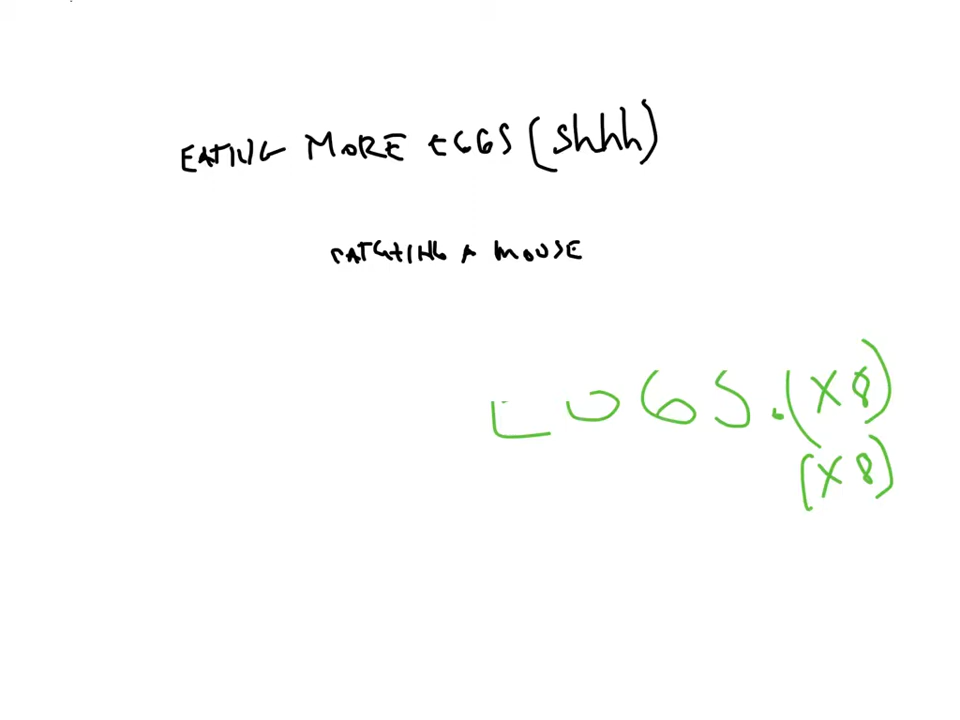 EATING MORE EGGS (shhh)
CATCHING A MOUSE
(X8)
(X8)